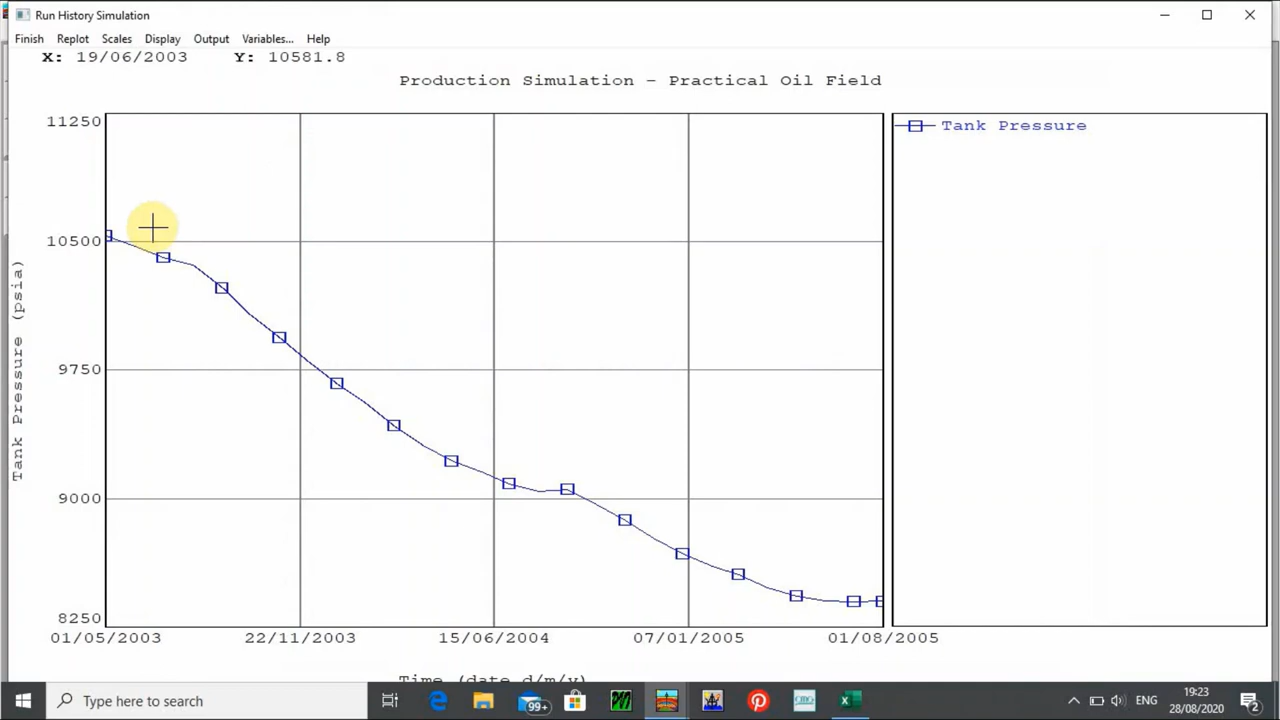 Run History Simulation
Finish Replot Scales Display Output Variables... Help
X: 19/06/2003 Y: 10581.8
Production Simulation - Practical Oil Field
11250
10500
9750
9000
8250
Tank Pressure (psia)
Tank Pressure
01/05/2003 22/11/2003 15/06/2004 07/01/2005 01/08/2005
Time (date d/m/y)
Type here to search
99+
CMG
ENG
19:23
28/08/2020
2